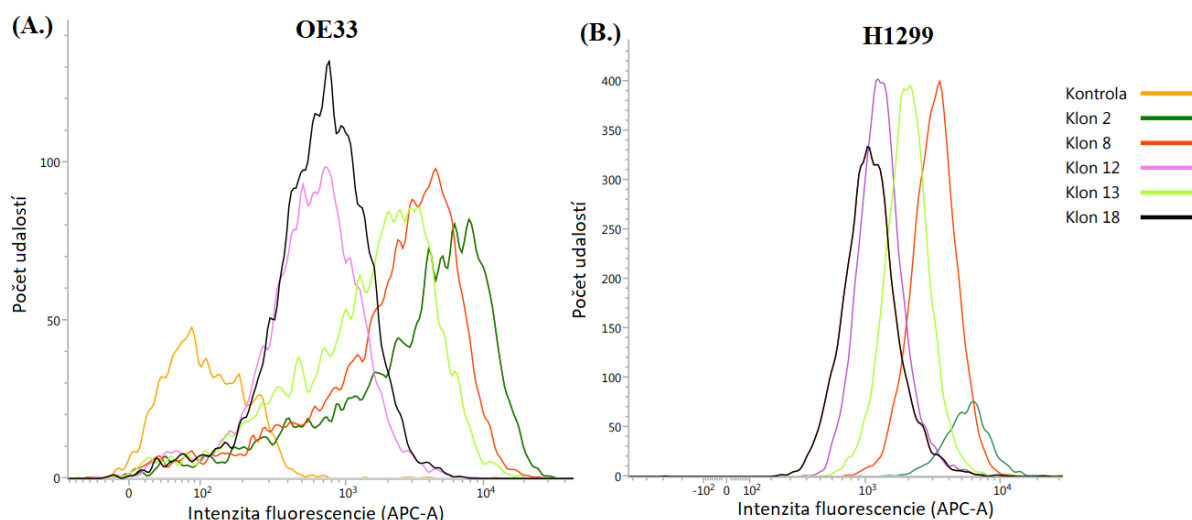 (A.)
OE33
Počet udalostí
100
50
0
0
10²
10³
10⁴
Intenzita fluorescencie (APC-A)
(B.)
H1299
Počet udalostí
400
350
300
250
200
150
100
50
0
-10²
0
10²
10³
10⁴
Intenzita fluorescencie (APC-A)
Kontrola
Klon 2
Klon 8
Klon 12
Klon 13
Klon 18